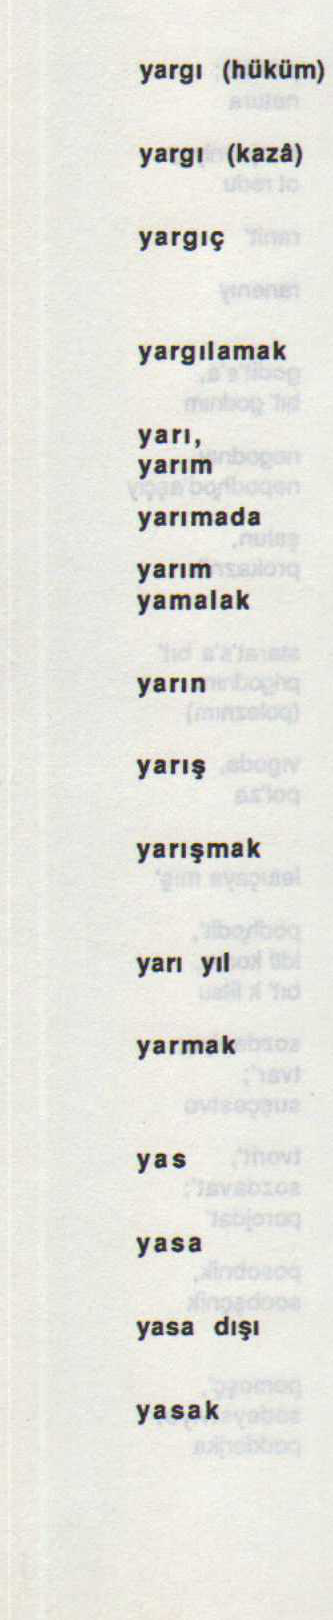 yargı (hüküm)
yargı (kazâ)
yargıç
yargılamak
yarı,
yarım
yarımada
yarım
yamalak
yarın
yarış
yarışmak
yarı yıl
yarmak
yas
yasa
yasa dışı
yasak